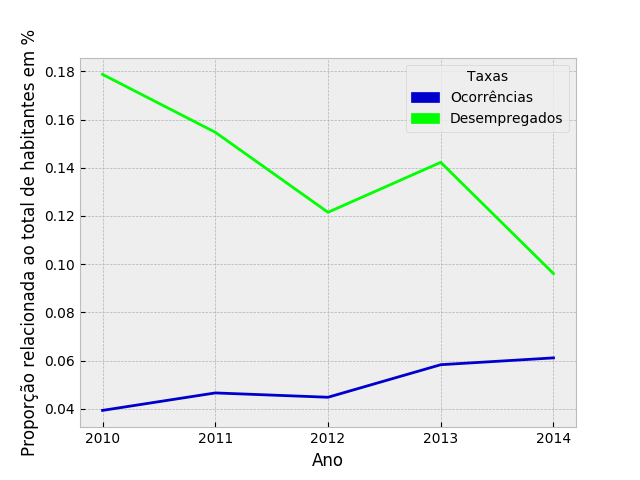 Proporção relacionada ao total de habitantes em %
0.18
0.16
0.14
0.12
0.10
0.08
0.06
0.04
Taxas
Ocorrências
Desempregados
2010 2011 2012 2013 2014
Ano